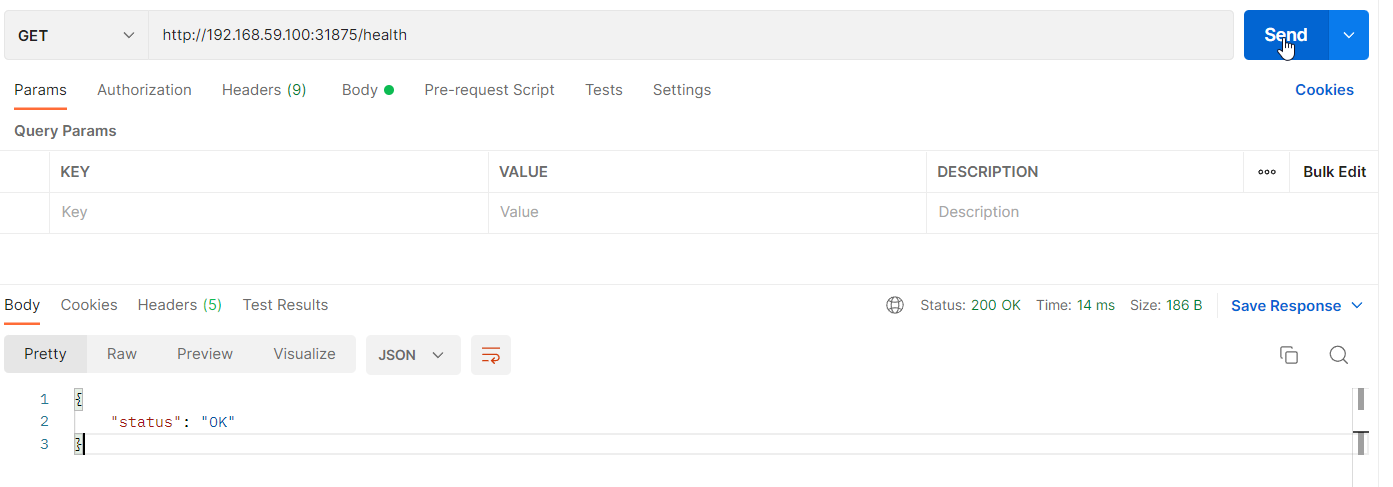 GET http://192.168.59.100:31875/health Send
Params Authorization Headers (9) Body Pre-request Script Tests Settings Cookies
Query Params
KEY VALUE DESCRIPTION Bulk Edit
Key Value Description
Body Cookies Headers (5) Test Results Status: 200 OK Time: 14 ms Size: 186 B Save Response
Pretty Raw Preview Visualize JSON
1 {
2 "status": "OK"
3 }